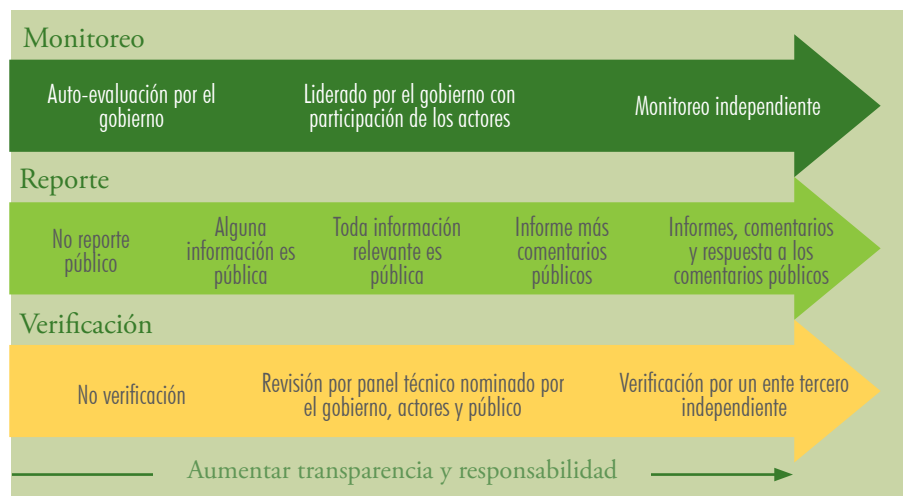 Monitoreo
Auto-evaluación por el
gobierno
Liderado por el gobierno con
participación de los actores
Monitoreo independiente
Reporte
No reporte
público
Alguna
información es
pública
Toda información
relevante es
pública
Informe más
comentarios
públicos
Informes, comentarios
y respuesta a los
comentarios públicos
Verificación
No verificación
Revisión por panel técnico nominado por
el gobierno, actores y público
Verificación por un ente tercero
independiente
Aumentar transparencia y responsabilidad